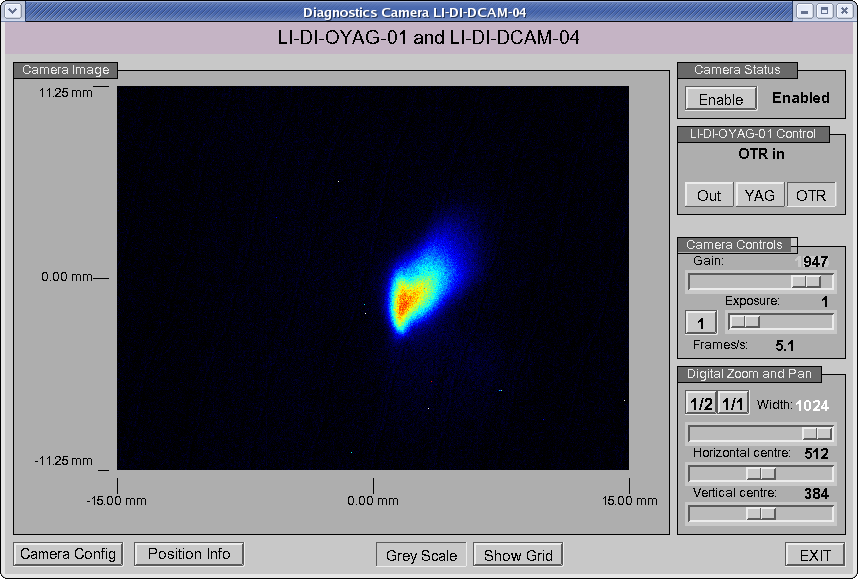 Diagnostics Camera LI-DI-DCAM-04
LI-DI-OYAG-01 and LI-DI-DCAM-04
Camera Image
11.25 mm
0.00 mm
-11.25 mm
-15.00 mm
0.00 mm
15.00 mm
Camera Status
Enable
Enabled
LI-DI-OYAG-01 Control
OTR in
Out
YAG
OTR
Camera Controls
Gain: 947
Exposure: 1
1
Frames/s: 5.1
Digital Zoom and Pan
1/2 1/1 Width: 1024
Horizontal centre: 512
Vertical centre: 384
Camera Config
Position Info
Grey Scale
Show Grid
EXIT